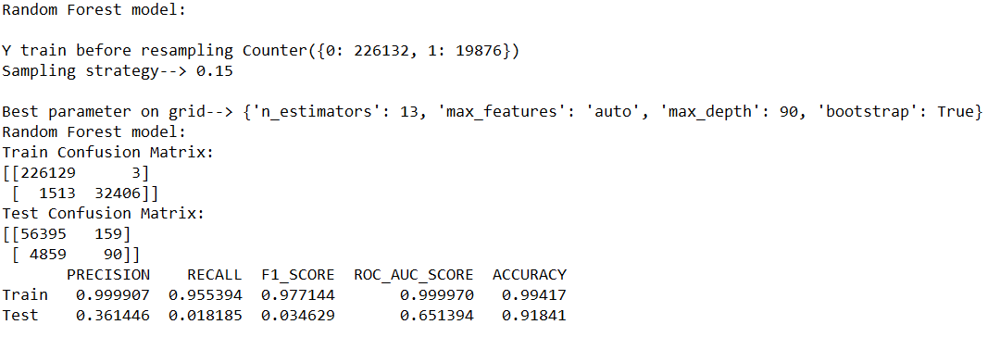 Random Forest model:
Y train before resampling Counter({0: 226132, 1: 19876})
Sampling strategy--> 0.15
Best parameter on grid--> {'n_estimators': 13, 'max_features': 'auto', 'max_depth': 90, 'bootstrap': True}
Random Forest model:
Train Confusion Matrix:
[[226129      3]
 [  1513  32406]]
Test Confusion Matrix:
[[56395   159]
 [ 4859    90]]
       PRECISION    RECALL  F1_SCORE  ROC_AUC_SCORE  ACCURACY
Train   0.999907  0.955394  0.977144       0.999970   0.99417
Test    0.361446  0.018185  0.034629       0.651394   0.91841